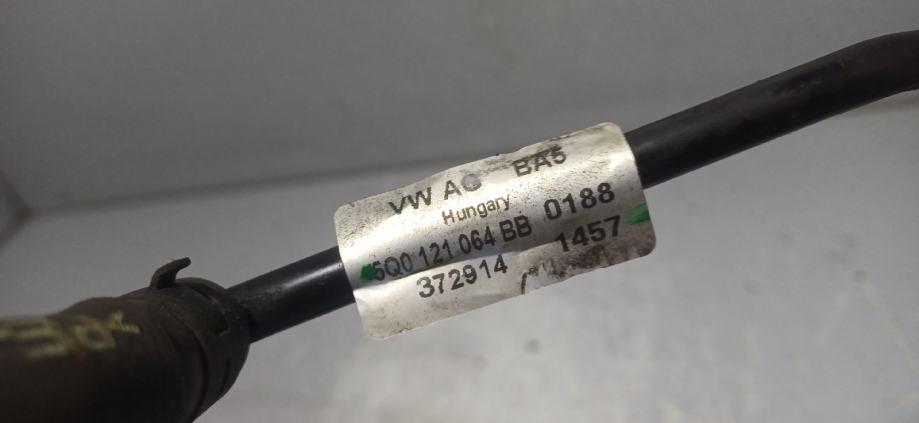 VW AG BA5
Hungary
5Q0 121 064 BB 0188
372914 1457